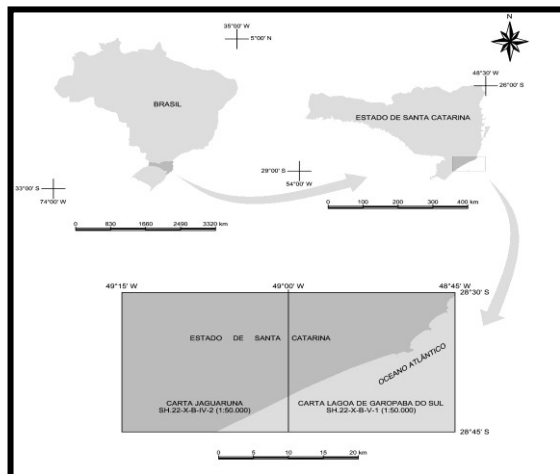 35°00' W
5°00' N
BRASIL
33°00' S
74°00' W
0 830 1660 2490 3320 km
N
48°30' W
26°00' S
ESTADO DE SANTA CATARINA
29°00' S
54°00' W
0 100 200 300 400 km
49°15' W
49°00' W
48°45' W
28°30' S
ESTADO DE SANTA CATARINA
OCEANO ATLÂNTICO
CARTA JAGUARUNA
SH.22-X-B-IV-2 (1:50.000)
CARTA LAGOA DE GAROPABA DO SUL
SH.22-X-B-V-1 (1:50.000)
28°45' S
0 5 10 15 20 km